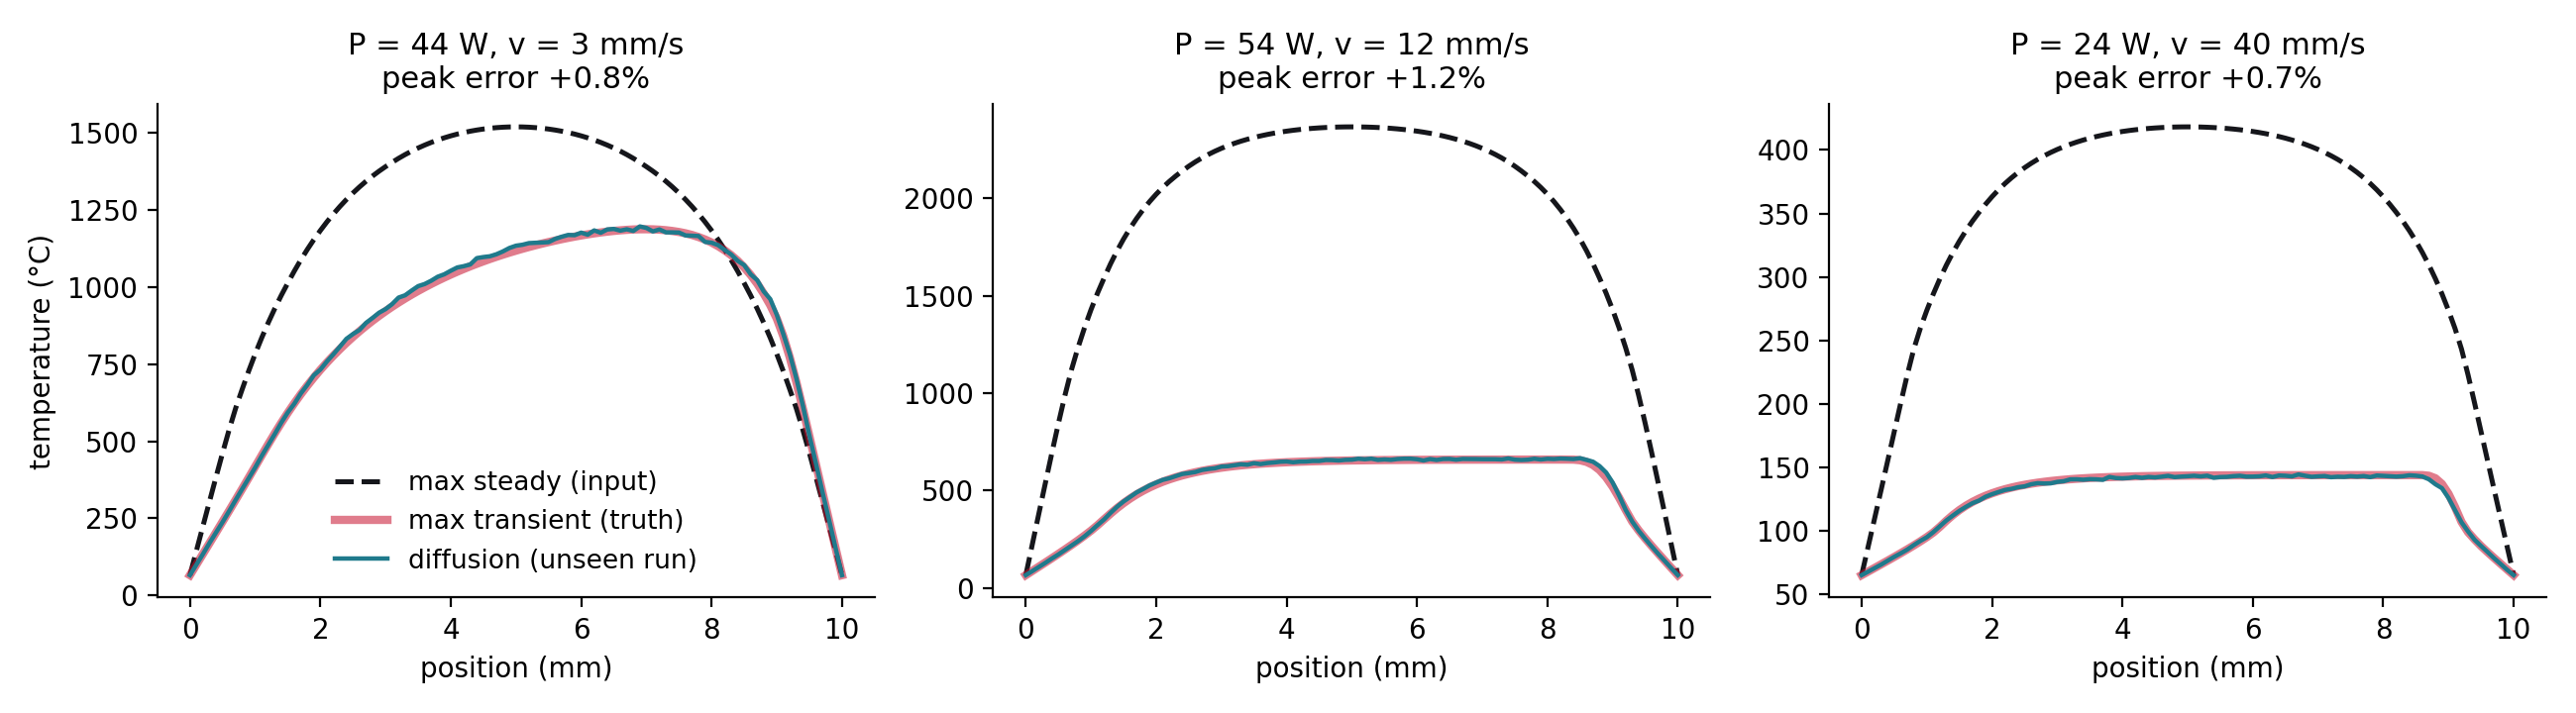 P = 44 W, v = 3 mm/s
peak error +0.8%
temperature (°C)
1500
1250
1000
750
500
250
0
max steady (input)
max transient (truth)
diffusion (unseen run)
0 2 4 6 8 10
position (mm)
P = 54 W, v = 12 mm/s
peak error +1.2%
2000
1500
1000
500
0
0 2 4 6 8 10
position (mm)
P = 24 W, v = 40 mm/s
peak error +0.7%
400
350
300
250
200
150
100
50
0 2 4 6 8 10
position (mm)